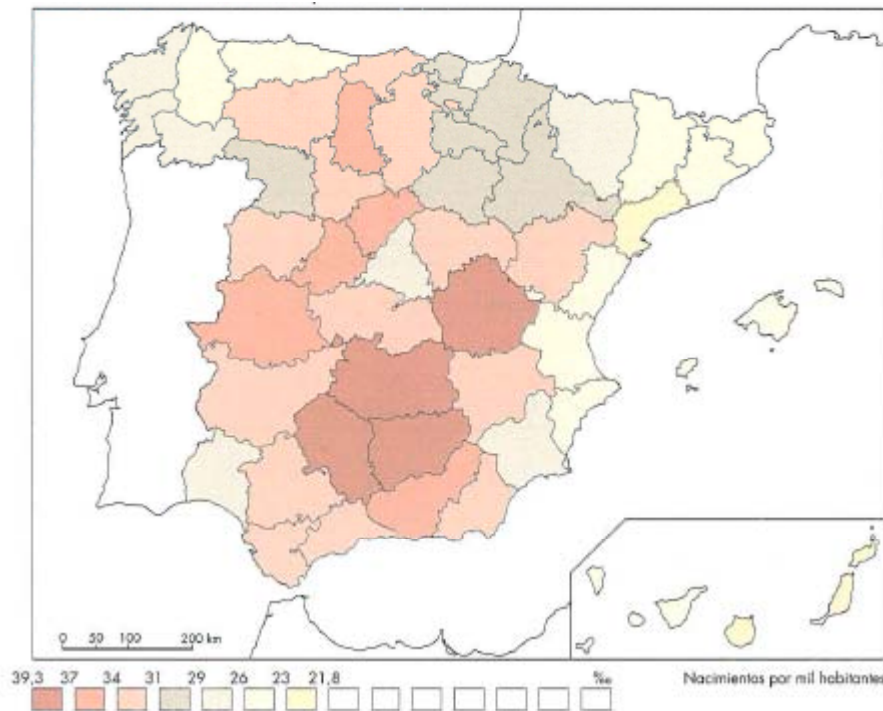 0 50 100 200 km
39,3 37 34 31 29 26 23 21,8 ‰ Nacimientos por mil habitantes